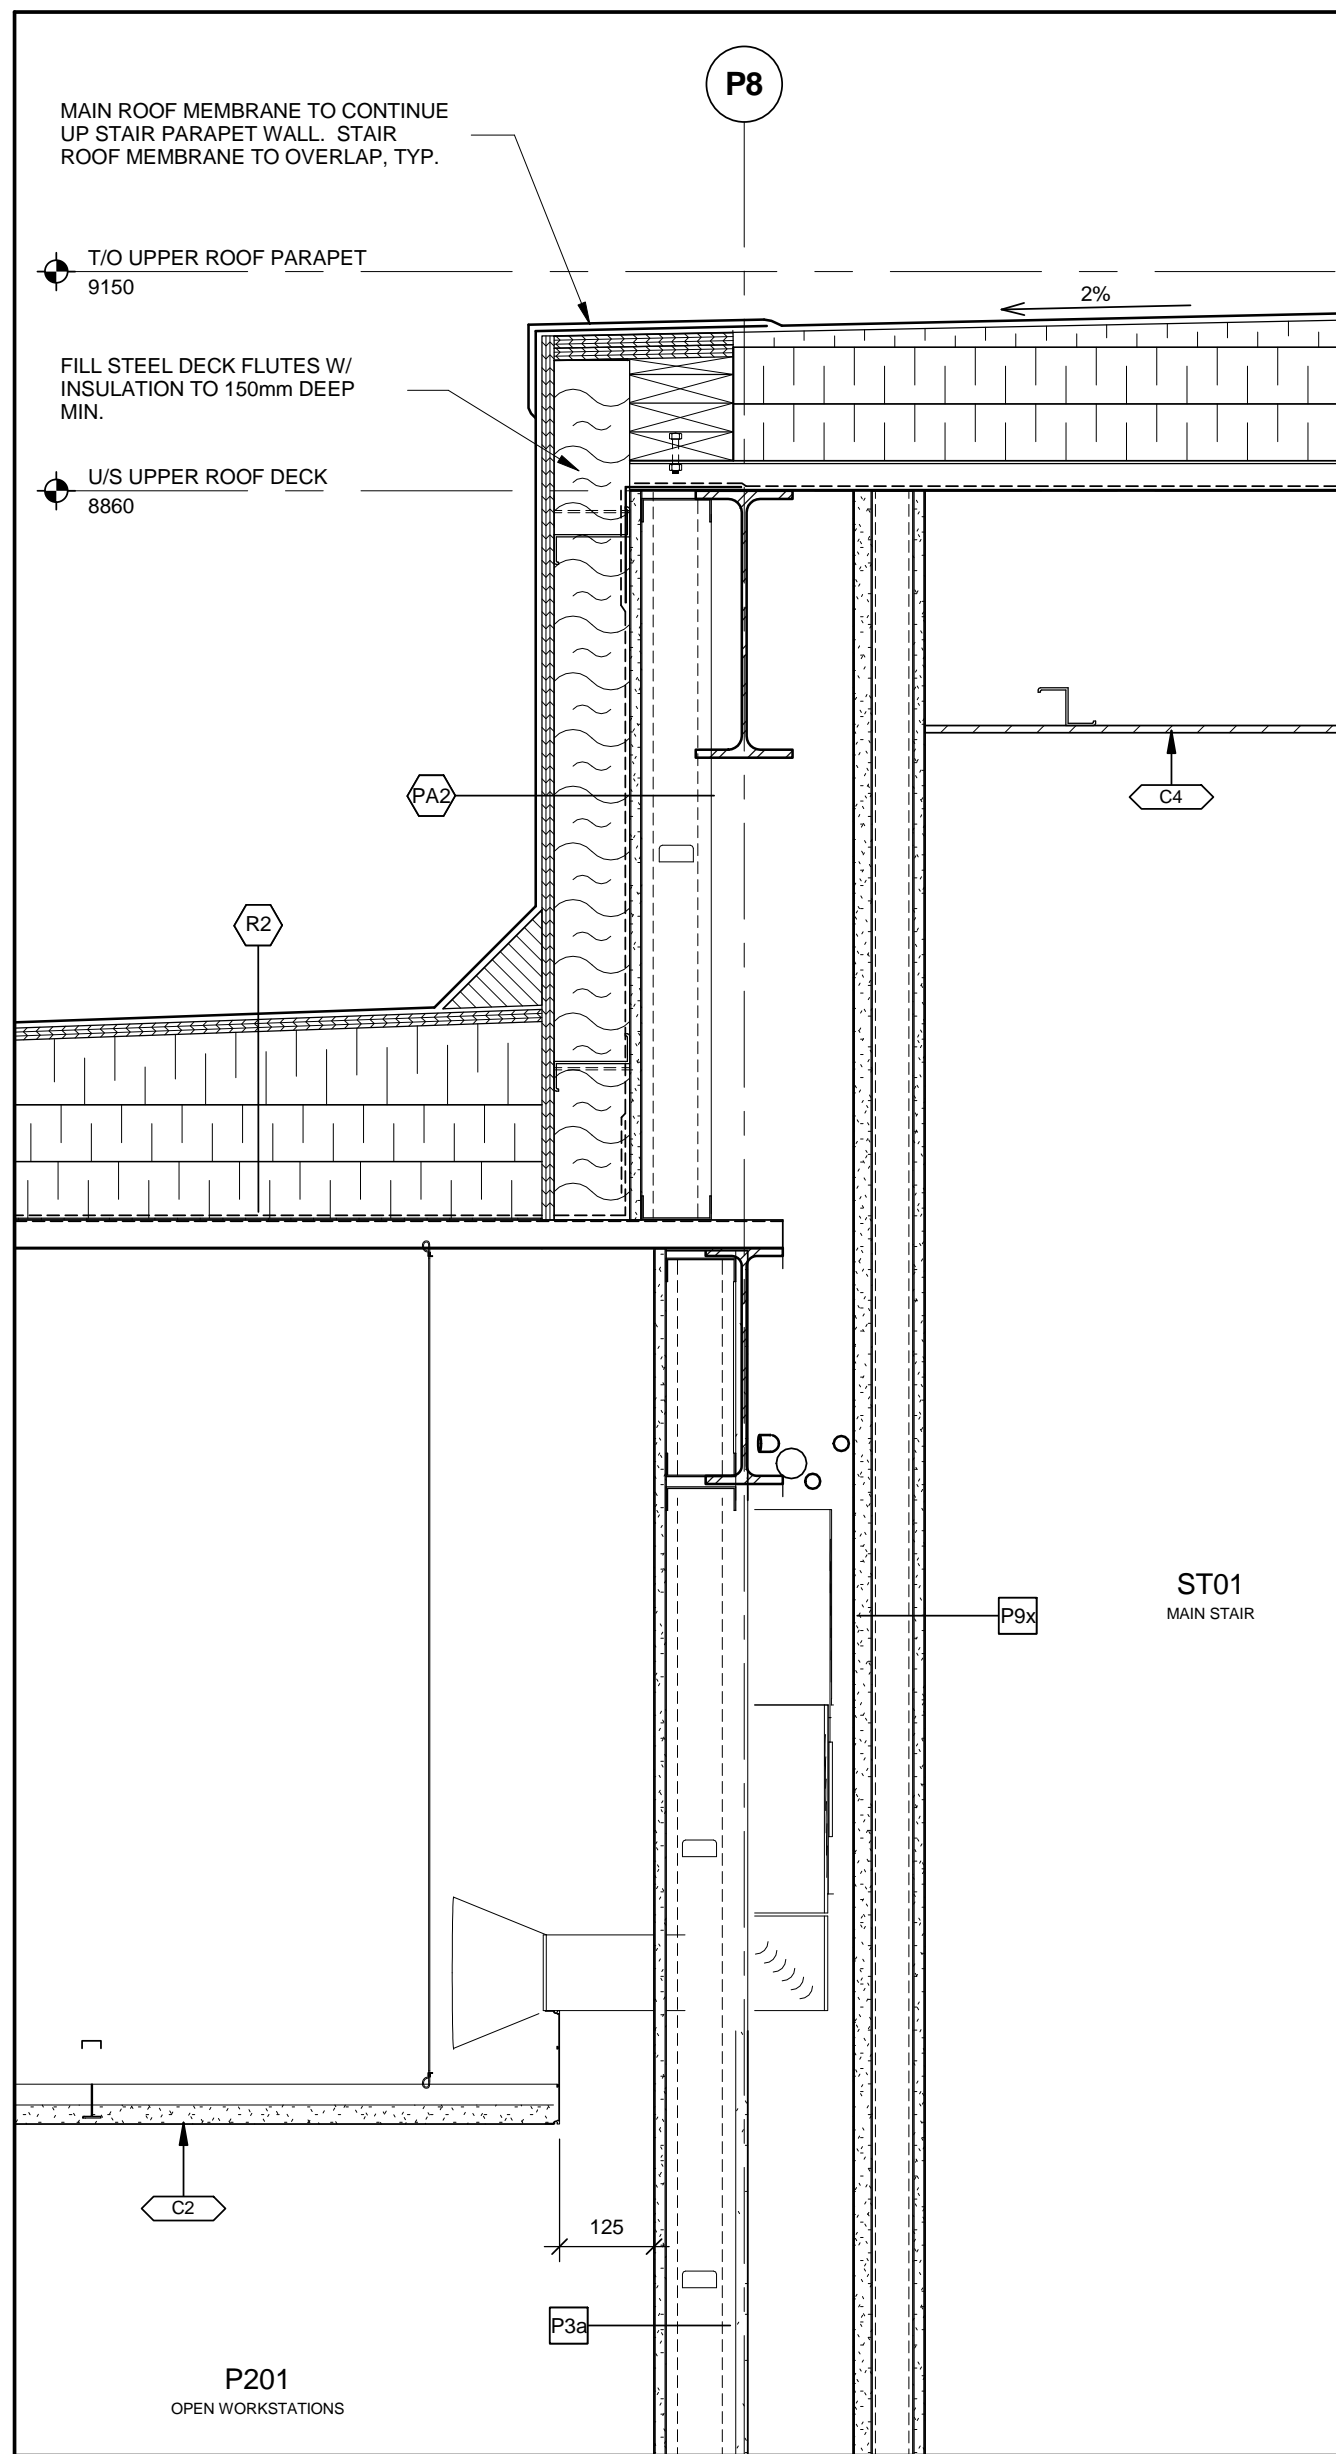 P8
MAIN ROOF MEMBRANE TO CONTINUE
UP STAIR PARAPET WALL. STAIR
ROOF MEMBRANE TO OVERLAP, TYP.
T/O UPPER ROOF PARAPET
9150
2%
FILL STEEL DECK FLUTES W/
INSULATION TO 150mm DEEP
MIN.
U/S UPPER ROOF DECK
8860
PA2
C4
R2
ST01
MAIN STAIR
P9x
C2
125
P3a
P201
OPEN WORKSTATIONS